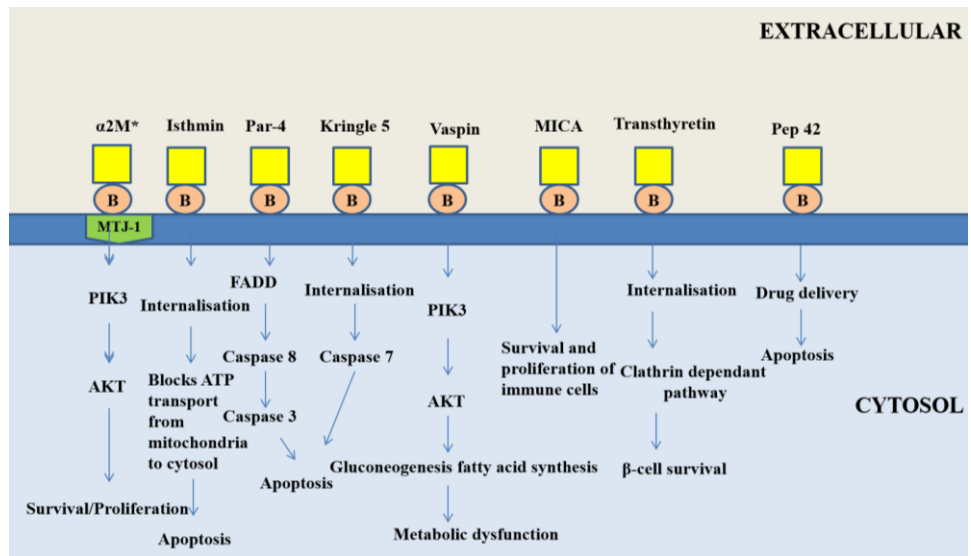 EXTRACELLULAR
α2M*
Isthmin
Par-4
Kringle 5
Vaspin
MICA
Transthyretin
Pep 42
B
B
B
B
B
B
B
B
MTJ-1
PIK3
AKT
Survival/Proliferation
Internalisation
Blocks ATP
transport
from
mitochondria
to cytosol
Apoptosis
FADD
Caspase 8
Caspase 3
Internalisation
Caspase 7
Apoptosis
PIK3
AKT
Gluconeogenesis fatty acid synthesis
Metabolic dysfunction
Survival and
proliferation of
immune cells
Internalisation
Clathrin dependant
pathway
β-cell survival
Drug delivery
Apoptosis
CYTOSOL